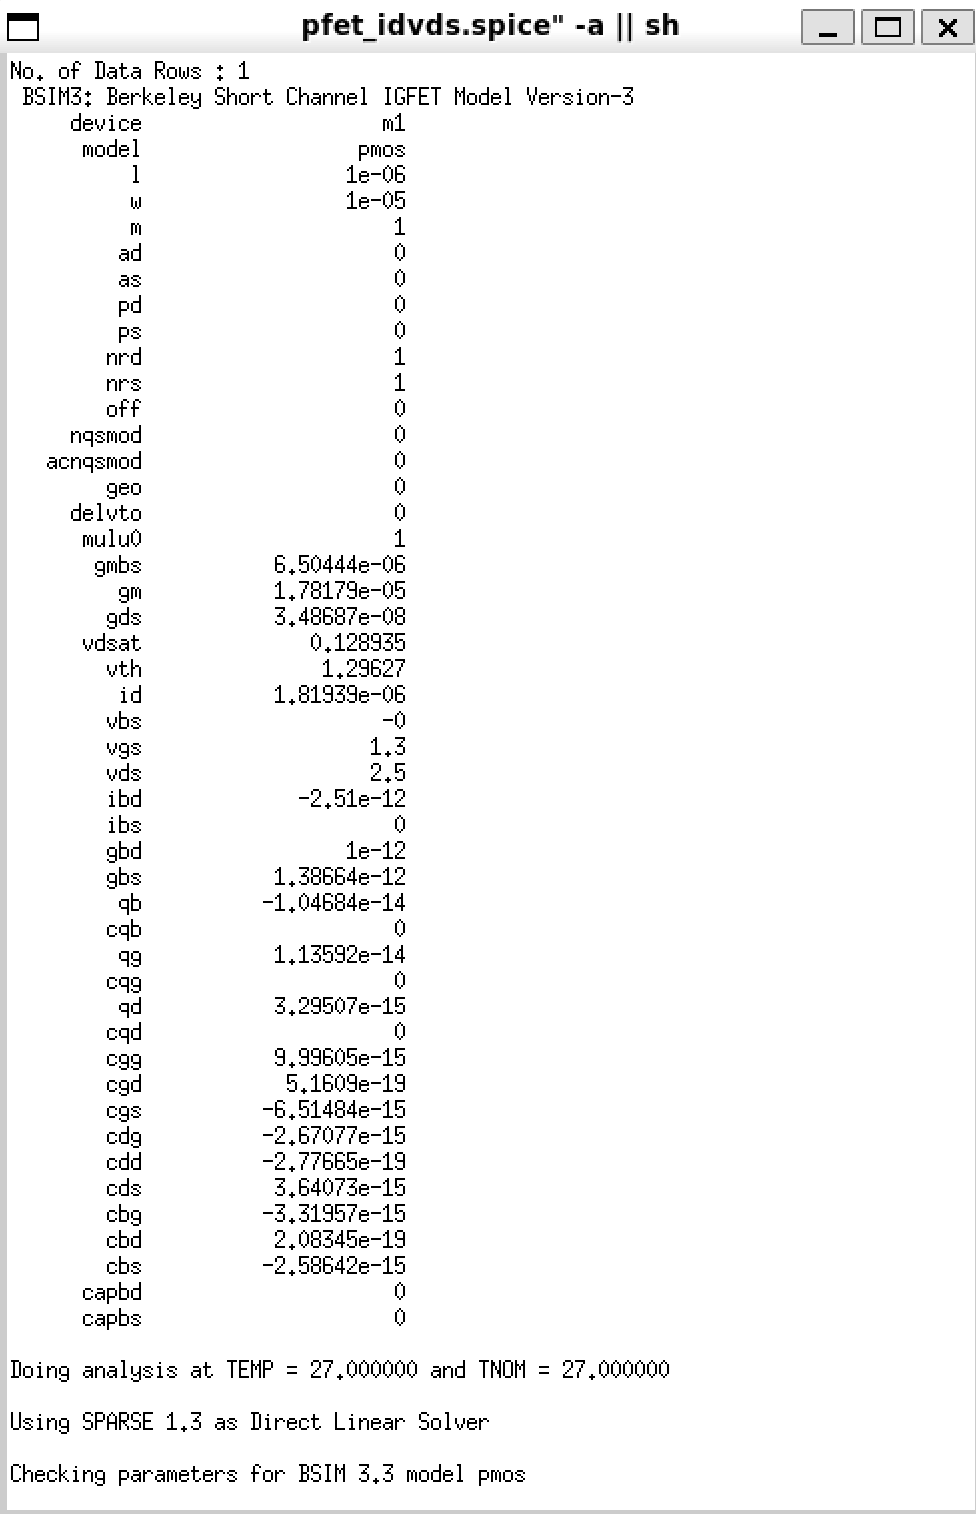 pfet_idvds.spice" -a || sh
No. of Data Rows : 1
BSIM3: Berkeley Short Channel IGFET Model Version-3
device m1
model pmos
l 1e-06
w 1e-05
m 1
ad 0
as 0
pd 0
ps 0
nrd 1
nrs 1
off 0
nqsmod 0
acnqsmod 0
geo 0
delvto 0
mulu0 1
gmbs 6.50444e-06
gm 1.78179e-05
gds 3.48687e-08
vdsat 0.128935
vth 1.29627
id 1.81939e-06
vbs -0
vgs 1.3
vds 2.5
ibd -2.51e-12
ibs 0
gbd 1e-12
gbs 1.38664e-12
qb -1.04684e-14
cqb 0
qg 1.13592e-14
cqg 0
qd 3.29507e-15
cqd 0
cgg 9.99605e-15
cgd 5.1609e-19
cgs -6.51484e-15
cdg -2.67077e-15
cdd -2.77665e-19
cds 3.64073e-15
cbg -3.31957e-15
cbd 2.08345e-19
cbs -2.58642e-15
capbd 0
capbs 0
Doing analysis at TEMP = 27.000000 and TNOM = 27.000000
Using SPARSE 1.3 as Direct Linear Solver
Checking parameters for BSIM 3.3 model pmos